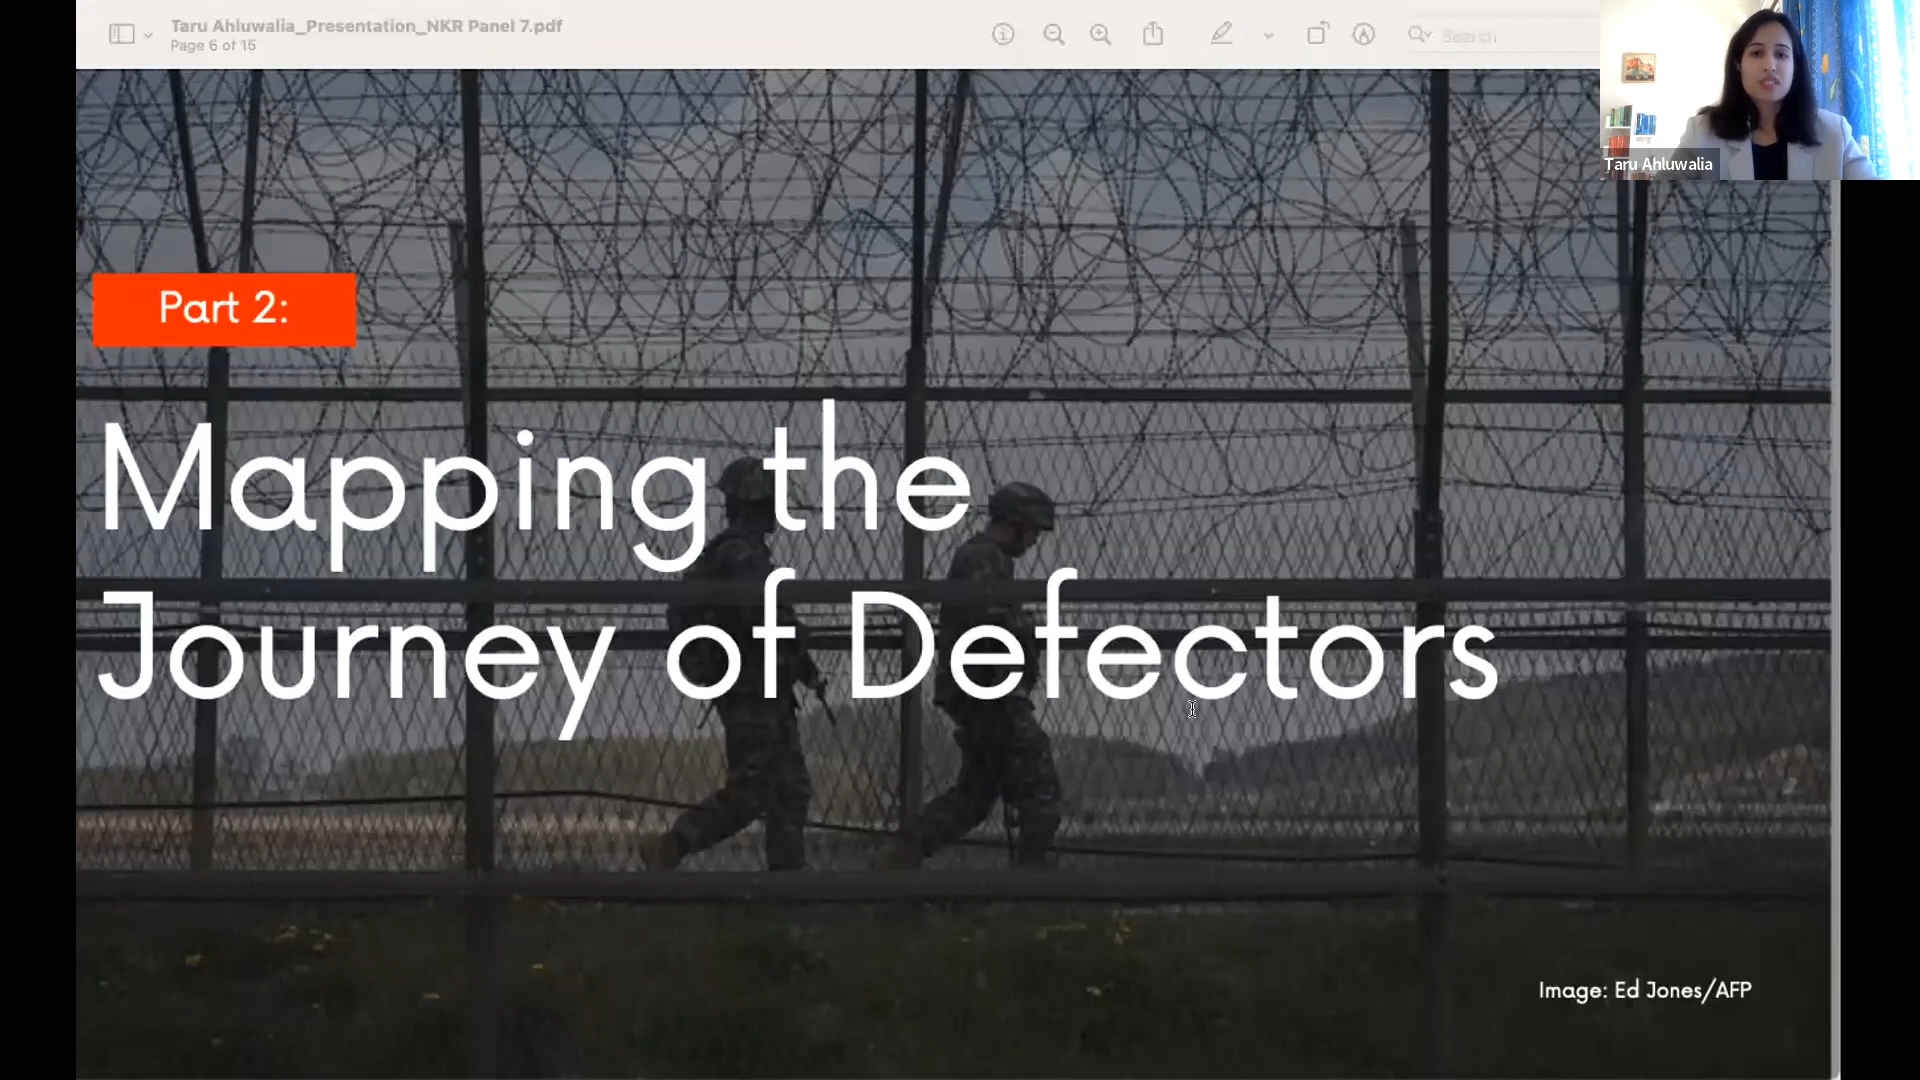 Taru Ahluwalia_Presentation_NKR Panel 7.pdf
Page 6 of 15
Search
Taru Ahluwalia
Part 2:
Mapping the
Journey of Defectors
Image: Ed Jones/AFP